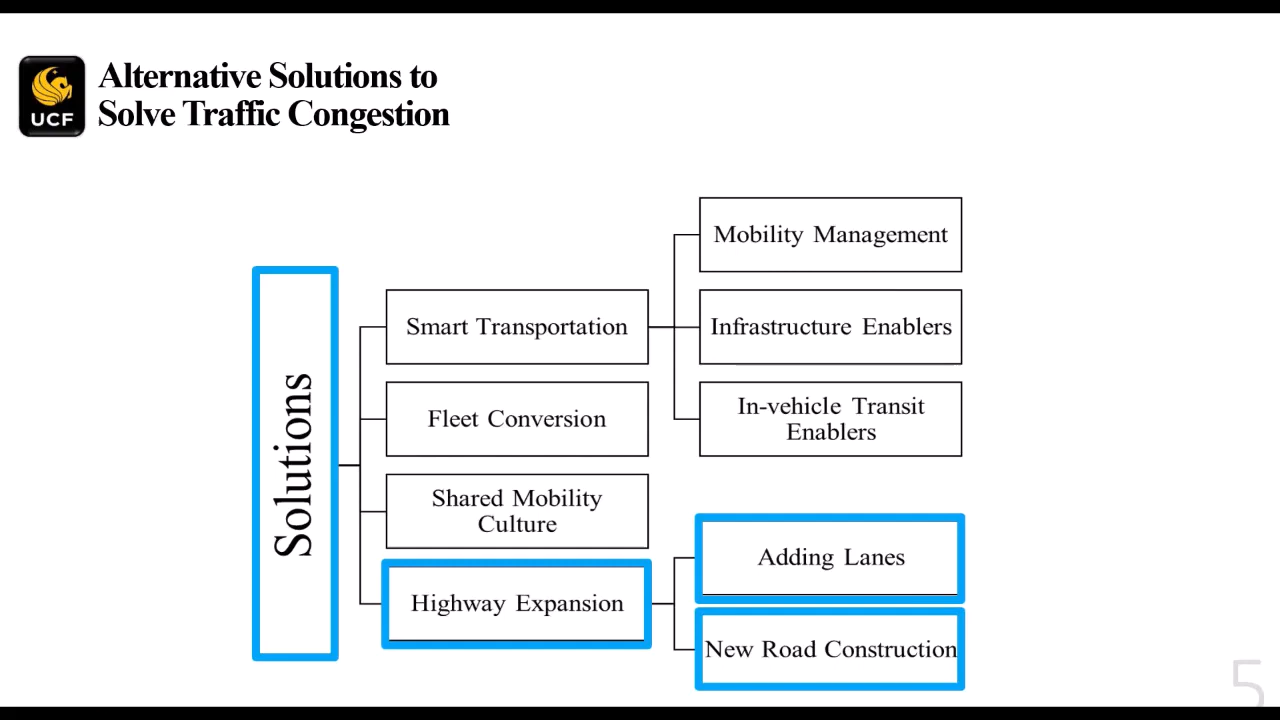 Alternative Solutions to
Solve Traffic Congestion
UCF
Mobility Management
Smart Transportation
Infrastructure Enablers
Fleet Conversion
In-vehicle Transit
Enablers
Solutions
Shared Mobility
Culture
Adding Lanes
Highway Expansion
New Road Construction
5